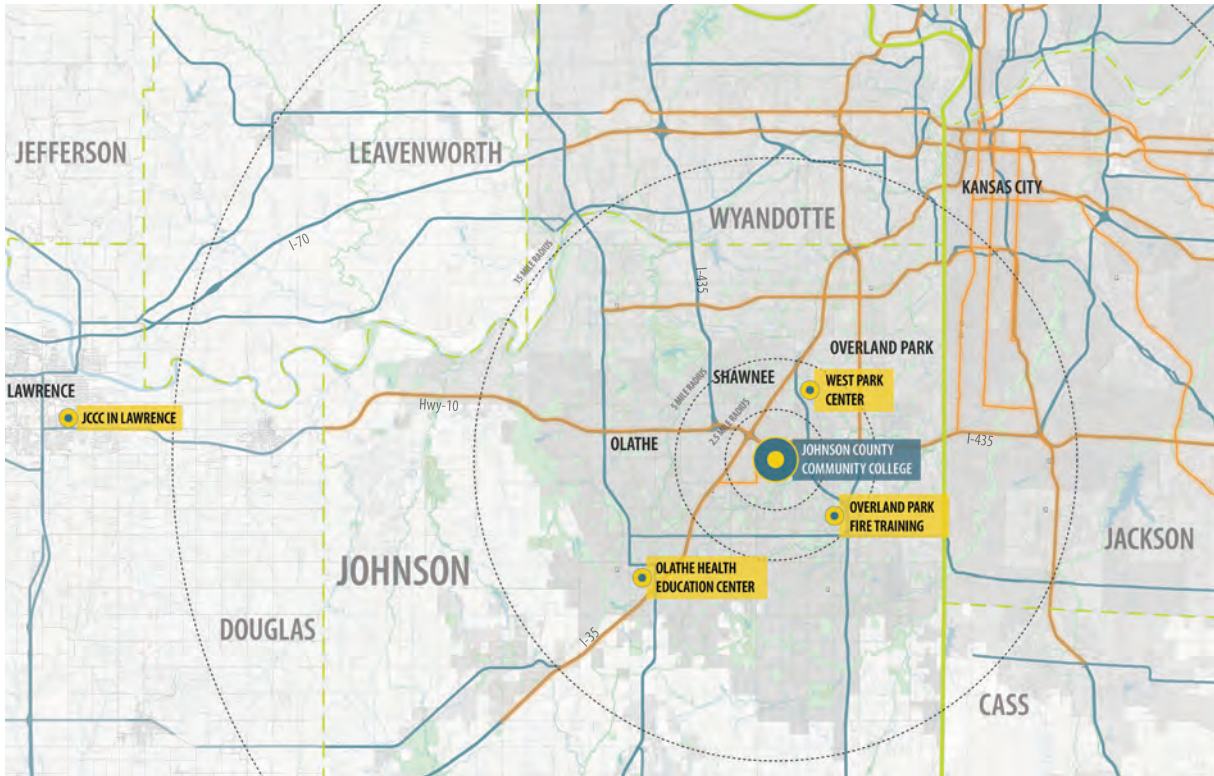 JEFFERSON
LEAVENWORTH
KANSAS CITY
WYANDOTTE
I-70
15 MILE RADIUS
I-435
OVERLAND PARK
SHAWNEE
5 MILE RADIUS
WEST PARK
CENTER
LAWRENCE
JCCC IN LAWRENCE
Hwy-10
2.5 MILE RADIUS
OLATHE
I-435
JOHNSON COUNTY
COMMUNITY COLLEGE
OVERLAND PARK
FIRE TRAINING
JACKSON
JOHNSON
OLATHE HEALTH
EDUCATION CENTER
DOUGLAS
I-35
CASS